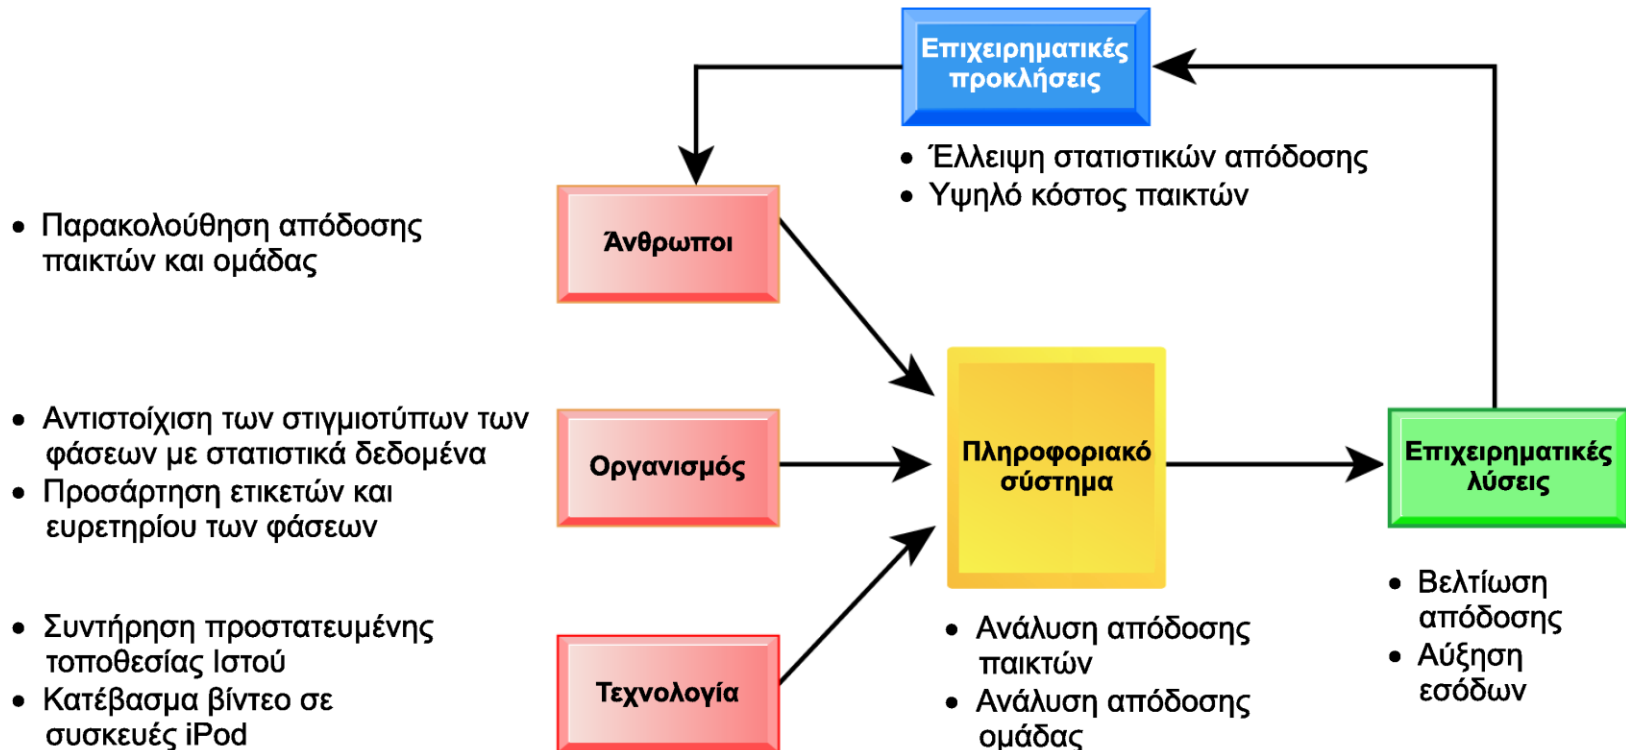 Επιχειρηματικές
προκλήσεις
• Έλλειψη στατιστικών απόδοσης
• Υψηλό κόστος παικτών
• Παρακολούθηση απόδοσης
παικτών και ομάδας
Άνθρωποι
• Αντιστοίχιση των στιγμιοτύπων των
φάσεων με στατιστικά δεδομένα
• Προσάρτηση ετικετών και
ευρετηρίου των φάσεων
Οργανισμός
Πληροφοριακό
σύστημα
Επιχειρηματικές
λύσεις
• Συντήρηση προστατευμένης
τοποθεσίας Ιστού
• Κατέβασμα βίντεο σε
συσκευές iPod
Τεχνολογία
• Ανάλυση απόδοσης
παικτών
• Ανάλυση απόδοσης
ομάδας
• Βελτίωση
απόδοσης
• Αύξηση
εσόδων